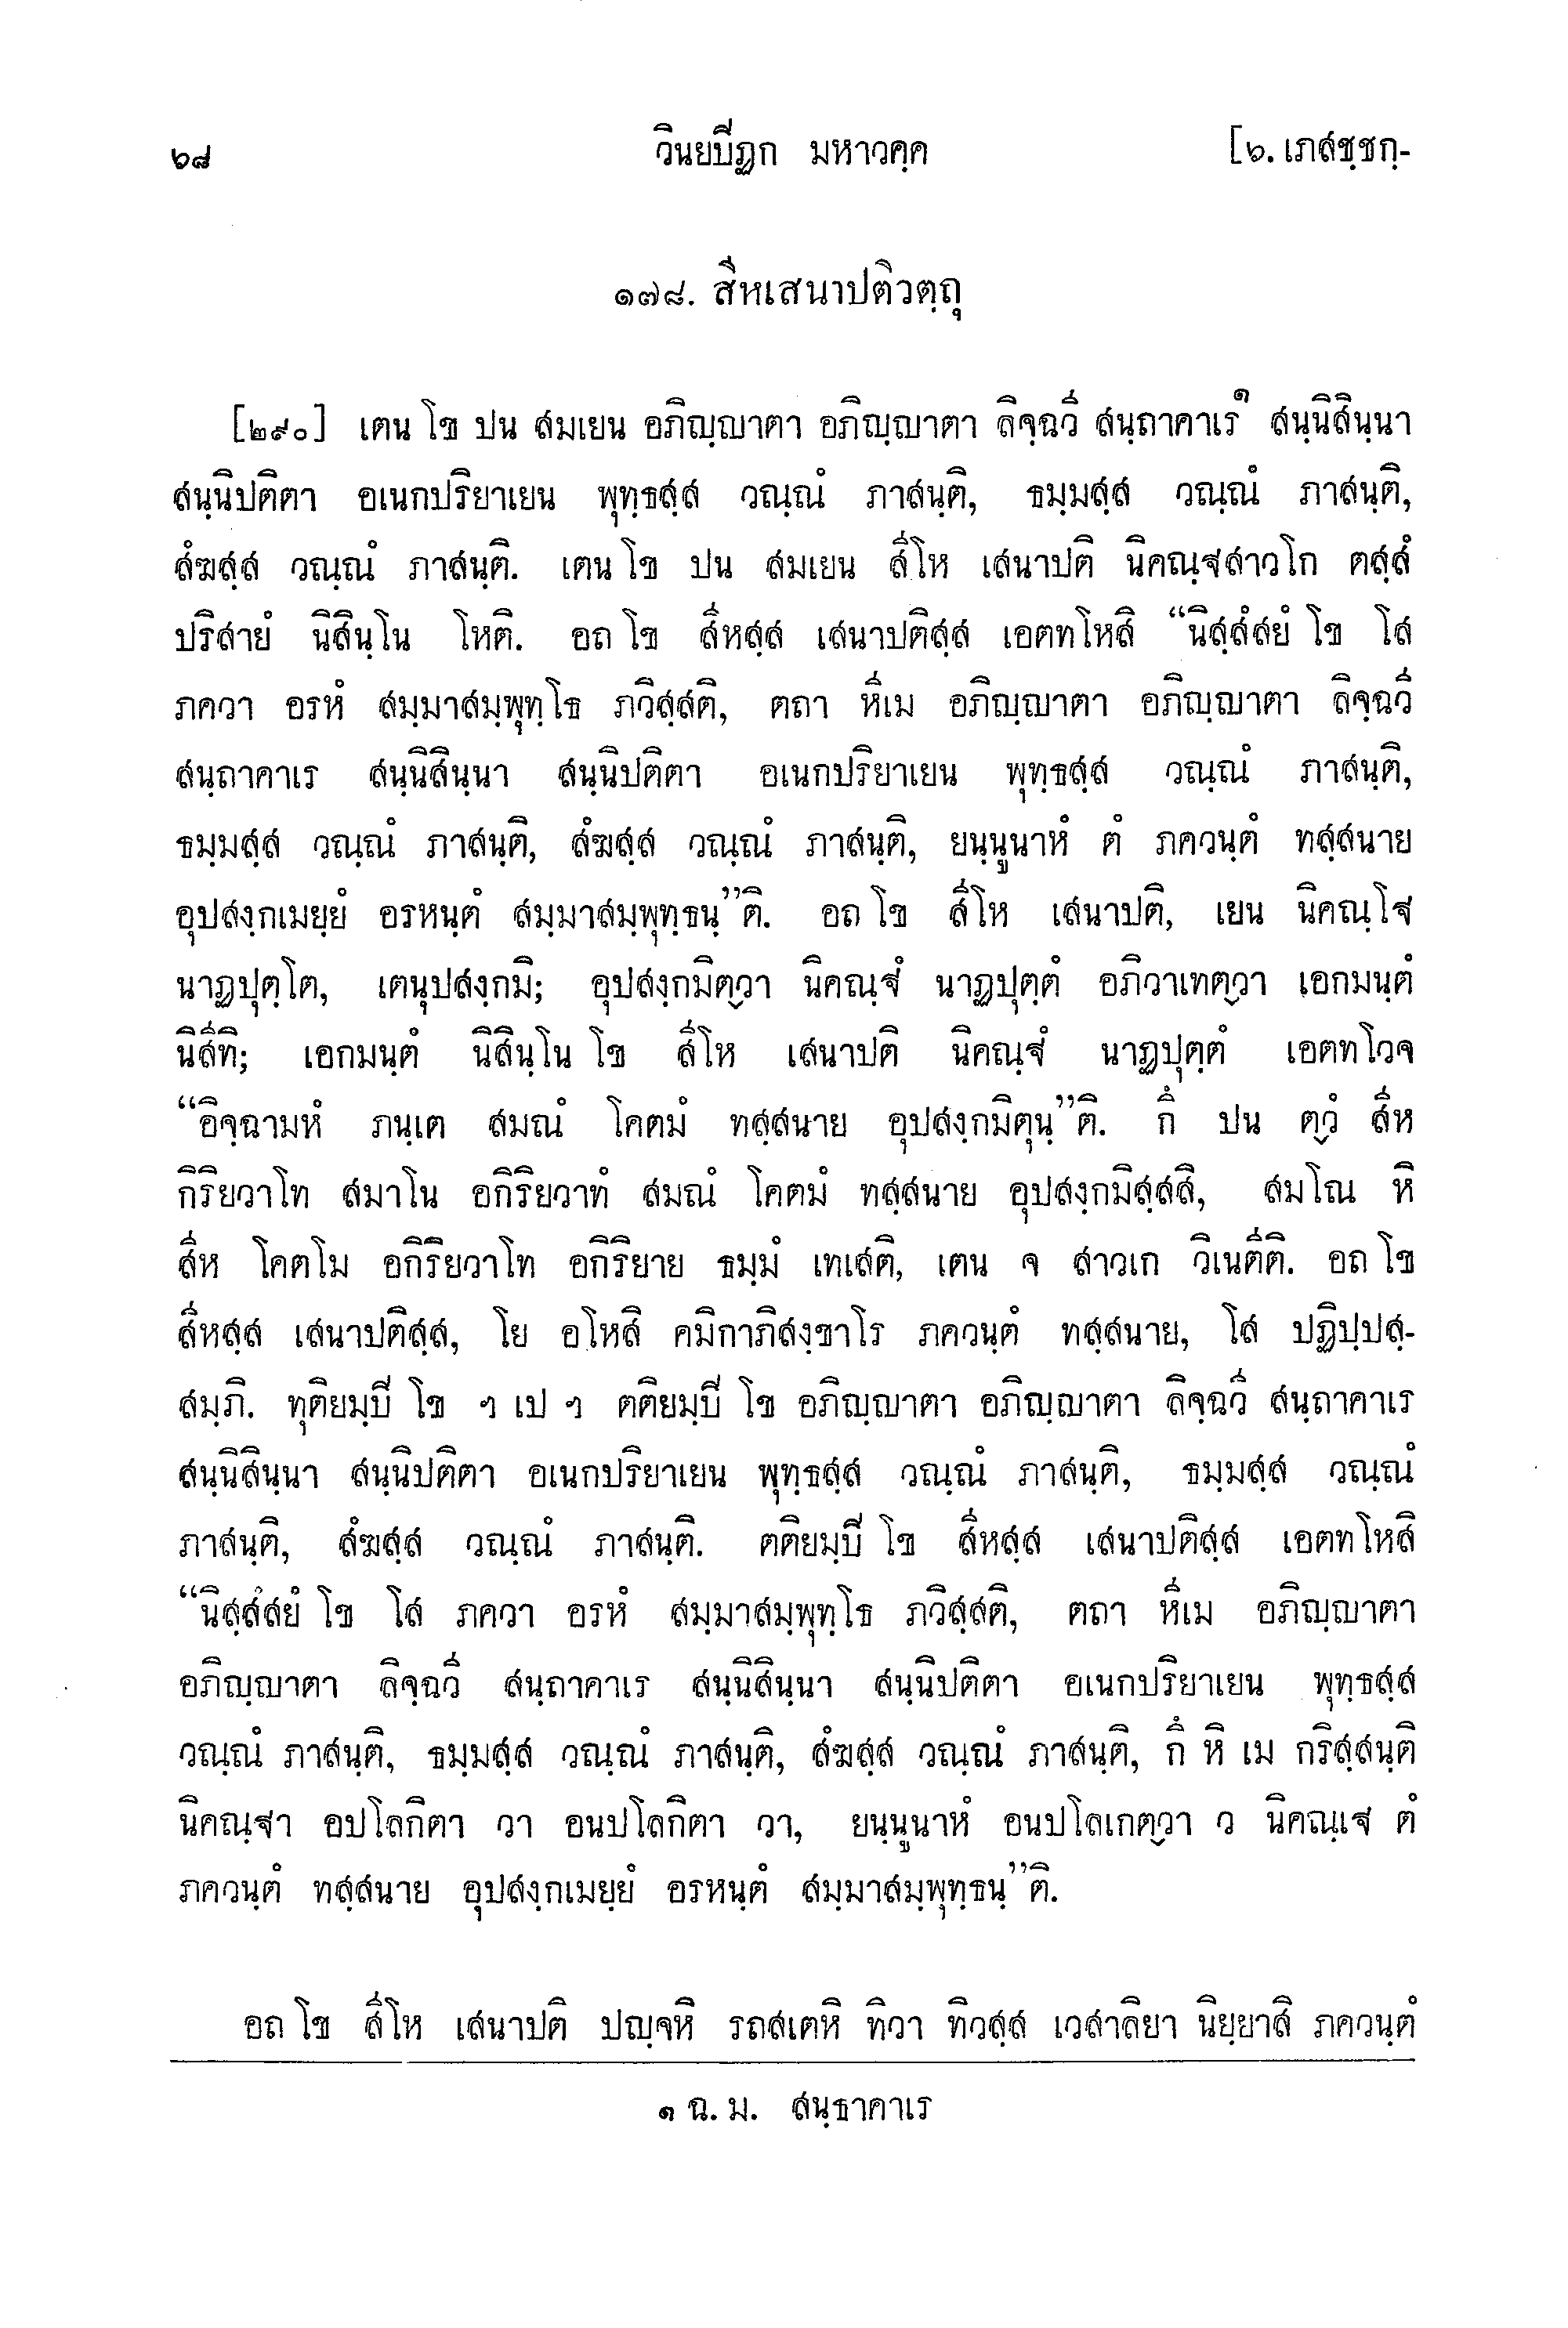 ๖๘ วินยปีฏก มหาวคฺค [๖. เภสชฺชกฺ-
๑๗๘. สีหเสนาปติวตฺถุ
[๒๙๐] เตน โข ปน สมเยน อภิญฺญาตา อภิญฺญาตา ลิจฺฉวี สนฺถาคาเร๑ สนฺนิสินฺนา
สนฺนิปติตา อเนกปริยาเยน พุทฺธสฺส วณฺณํ ภาสนฺติ, ธมฺมสฺส วณฺณํ ภาสนฺติ,
สํฆสฺส วณฺณํ ภาสนฺติ. เตน โข ปน สมเยน สีโห เสนาปติ นิคณฺฐสาวโก ตสฺสํ
ปริสายํ นิสินฺโน โหติ. อถ โข สีหสฺส เสนาปติสฺส เอตทโหสิ “นิสฺสํสยํ โข โส
ภควา อรหํ สมฺมาสมฺพุทฺโธ ภวิสฺสติ, ตถา หีเม อภิญฺญาตา อภิญฺญาตา ลิจฺฉวี
สนฺถาคาเร สนฺนิสินฺนา สนฺนิปติตา อเนกปริยาเยน พุทฺธสฺส วณฺณํ ภาสนฺติ,
ธมฺมสฺส วณฺณํ ภาสนฺติ, สํฆสฺส วณฺณํ ภาสนฺติ, ยนฺนูนาหํ ตํ ภควนฺตํ ทสฺสนาย
อุปสงฺกเมยฺยํ อรหนฺตํ สมฺมาสมฺพุทฺธนฺ”ติ. อถ โข สีโห เสนาปติ, เยน นิคณฺโฐ
นาฏปุตฺโต, เตนุปสงฺกมิ; อุปสงฺกมิตฺวา นิคณฺฐํ นาฏปุตฺตํ อภิวาเทตฺวา เอกมนฺตํ
นิสีทิ; เอกมนฺตํ นิสินฺโน โข สีโห เสนาปติ นิคณฺฐํ นาฏปุตฺตํ เอตทโวจ
“อิจฺฉามหํ ภนฺเต สมณํ โคตมํ ทสฺสนาย อุปสงฺกมิตุนฺ”ติ. กึ ปน ตฺวํ สีห
กิริยวาโท สมาโน อกิริยวาทํ สมณํ โคตมํ ทสฺสนาย อุปสงฺกมิสฺสสิ, สมโณ หิ
สีห โคตโม อกิริยวาโท อกิริยาย ธมฺมํ เทเสติ, เตน จ สาวเก วิเนตีติ. อถ โข
สีหสฺส เสนาปติสฺส, โย อโหสิ คมิกาภิสงฺขาโร ภควนฺตํ ทสฺสนาย, โส ปฏิปฺปสฺ-
สมฺภิ. ทุติยมฺปิ โข ฯ เป ฯ ตติยมฺปิ โข อภิญฺญาตา อภิญฺญาตา ลิจฺฉวี สนฺถาคาเร
สนฺนิสินฺนา สนฺนิปติตา อเนกปริยาเยน พุทฺธสฺส วณฺณํ ภาสนฺติ, ธมฺมสฺส วณฺณํ
ภาสนฺติ, สํฆสฺส วณฺณํ ภาสนฺติ. ตติยมฺปิ โข สีหสฺส เสนาปติสฺส เอตทโหสิ
“นิสฺสํสยํ โข โส ภควา อรหํ สมฺมาสมฺพุทฺโธ ภวิสฺสติ, ตถา หีเม อภิญฺญาตา
อภิญฺญาตา ลิจฺฉวี สนฺถาคาเร สนฺนิสินฺนา สนฺนิปติตา อเนกปริยาเยน พุทฺธสฺส
วณฺณํ ภาสนฺติ, ธมฺมสฺส วณฺณํ ภาสนฺติ, สํฆสฺส วณฺณํ ภาสนฺติ, กึ หิ เม กริสฺสนฺติ
นิคณฺฐา อปโลกิตา วา อนปโลกิตา วา, ยนฺนูนาหํ อนปโลเกตฺวา ว นิคณฺเฐ ตํ
ภควนฺตํ ทสฺสนาย อุปสงฺกเมยฺยํ อรหนฺตํ สมฺมาสมฺพุทฺธนฺ”ติ.
อถ โข สีโห เสนาปติ ปญฺจหิ รถสเตหิ ทิวา ทิวสฺส เวสาลิยา นิยฺยาสิ ภควนฺตํ
๑ ฉ. ม. สนฺธาคาเร